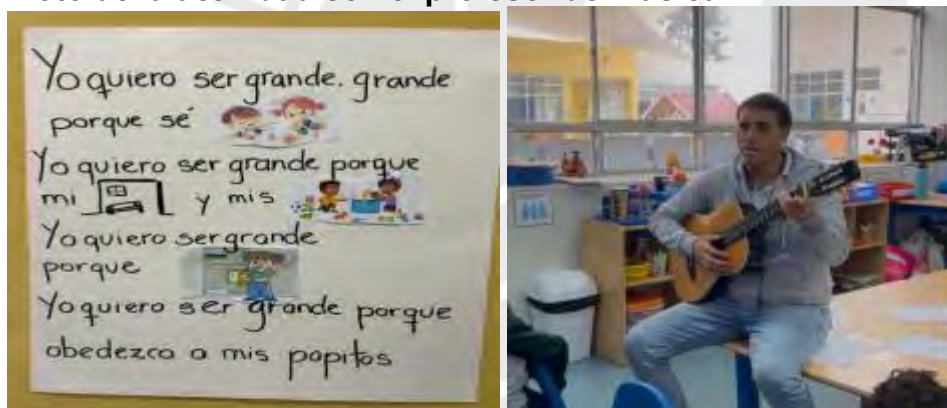 Yo quiero ser grande. grande
porque sé
Yo quiero ser grande porque
mi y mis
Yo quiero ser grande
porque
Yo quiero ser grande porque
obedezco a mis papitos